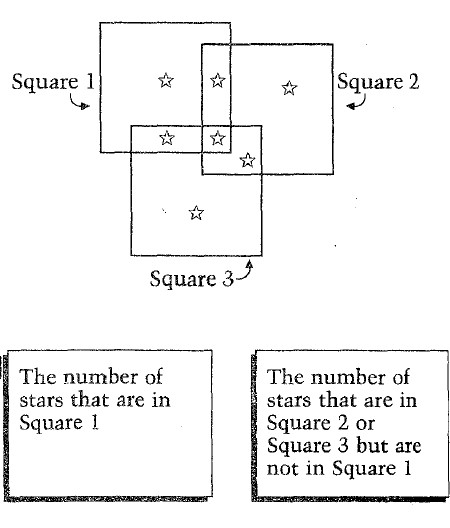 Square 1
Square 2
Square 3
The number of
stars that are in
Square 1
The number of
stars that are in
Square 2 or
Square 3 but are
not in Square 1